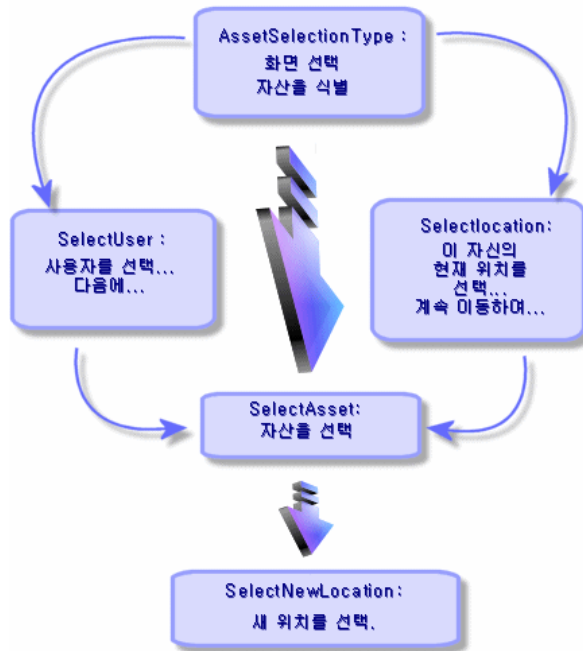 AssetSelectionType :
화면 선택
자산을 식별
SelectUser :
사용자를 선택...
다음에...
Selectlocation:
이 자신의
현재 위치를
선택...
계속 이동하며...
SelectAsset:
자산을 선택
SelectNewLocation:
새 위치를 선택.